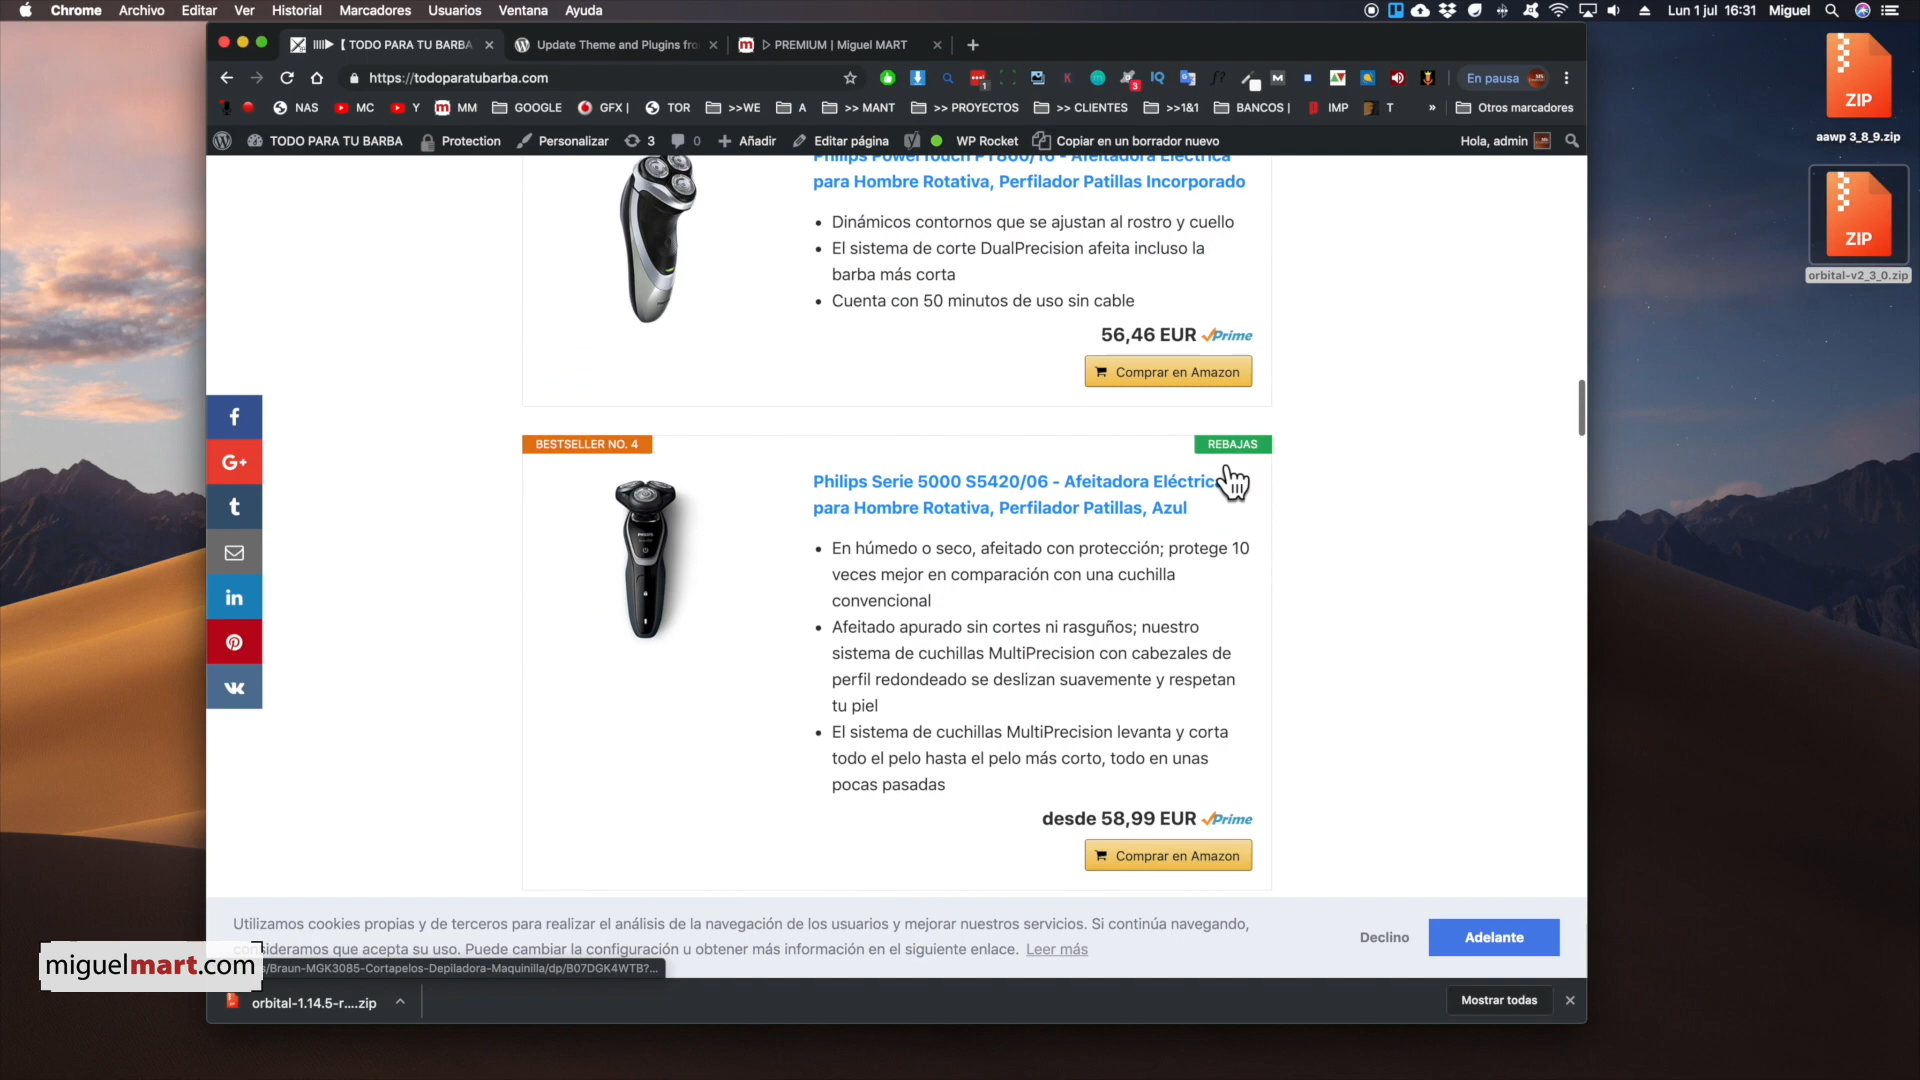 Chrome Archivo Editar Ver Historial Marcadores Usuarios Ventana Ayuda Lun 1 jul 16:31 Miguel
TODO PARA TU BARBA Update Theme and Plugins fro PREMIUM | Miguel MART
https://todoparatubarba.com En pausa
NAS MC Y MM GOOGLE GFX | TOR >>WE A >> MANT >> PROYECTOS >> CLIENTES >>1&1 BANCOS | IMP T » Otros marcadores
TODO PARA TU BARBA Protection Personalizar 3 0 Añadir Editar página WP Rocket Copiar en un borrador nuevo Hola, admin
Philips PowerTouch PT860/16 - Afeitadora Eléctrica
para Hombre Rotativa, Perfilador Patillas Incorporado
Dinámicos contornos que se ajustan al rostro y cuello
El sistema de corte DualPrecision afeita incluso la
barba más corta
Cuenta con 50 minutos de uso sin cable
56,46 EUR Prime
Comprar en Amazon
BESTSELLER NO. 4 REBAJAS
Philips Serie 5000 S5420/06 - Afeitadora Eléctrica
para Hombre Rotativa, Perfilador Patillas, Azul
En húmedo o seco, afeitado con protección; protege 10
veces mejor en comparación con una cuchilla
convencional
Afeitado apurado sin cortes ni rasguños; nuestro
sistema de cuchillas MultiPrecision con cabezales de
perfil redondeado se deslizan suavemente y respetan
tu piel
El sistema de cuchillas MultiPrecision levanta y corta
todo el pelo hasta el pelo más corto, todo en unas
pocas pasadas
desde 58,99 EUR Prime
Comprar en Amazon
Utilizamos cookies propias y de terceros para realizar el análisis de la navegación de los usuarios y mejorar nuestros servicios. Si continúa navegando,
consideramos que acepta su uso. Puede cambiar la configuración u obtener más información en el siguiente enlace. Leer más
Declino Adelante
s/Braun-MGK3085-Cortapelos-Depiladora-Maquinilla/dp/B07DGK4WTB?...
miguelmart.com
orbital-1.14.5-r....zip Mostrar todas
ZIP
aawp 3_8_9.zip
ZIP
orbital-v2_3_0.zip